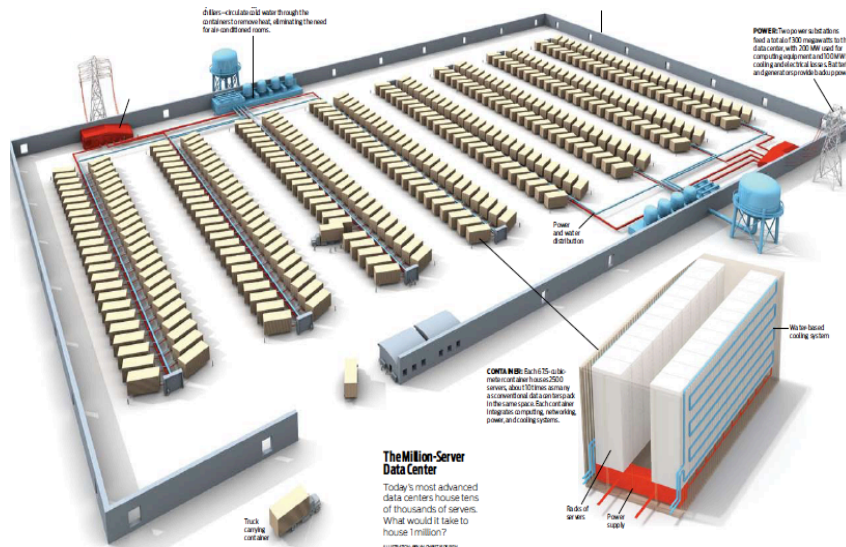 chillers—circulate cold water through the
containers to remove heat, eliminating the need
for air-conditioned rooms.
POWER: Two power substations
feed a total of 300 megawatts to th
data center, with 200 MW used for
computing equipment and 100 MW
cooling and electrical losses. Batter
and generators provide backup powe
Power
and water
distribution
Water-based
cooling system
CONTAINER: Each 67.5-cubic-
meter container houses 2500
servers, about 10 times as many
as conventional data centers pack
in the same space. Each container
integrates computing, networking,
power, and cooling systems.
The Million-Server
Data Center
Today's most advanced
data centers house tens
of thousands of servers.
What would it take to
house 1 million?
Truck
carrying
container
Racks of
servers
Power
supply